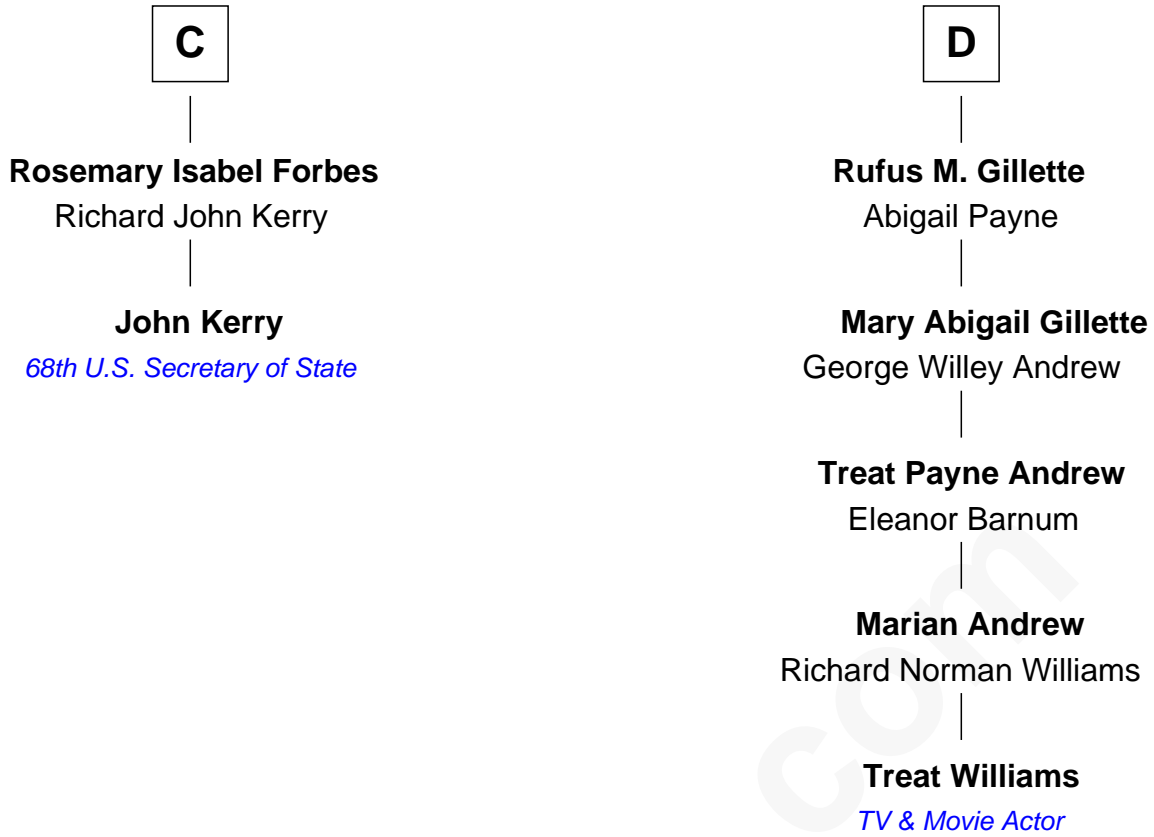 C
Rosemary Isabel Forbes
Richard John Kerry
John Kerry
68th U.S. Secretary of State
D
Rufus M. Gillette
Abigail Payne
Mary Abigail Gillette
George Willey Andrew
Treat Payne Andrew
Eleanor Barnum
Marian Andrew
Richard Norman Williams
Treat Williams
TV & Movie Actor
com